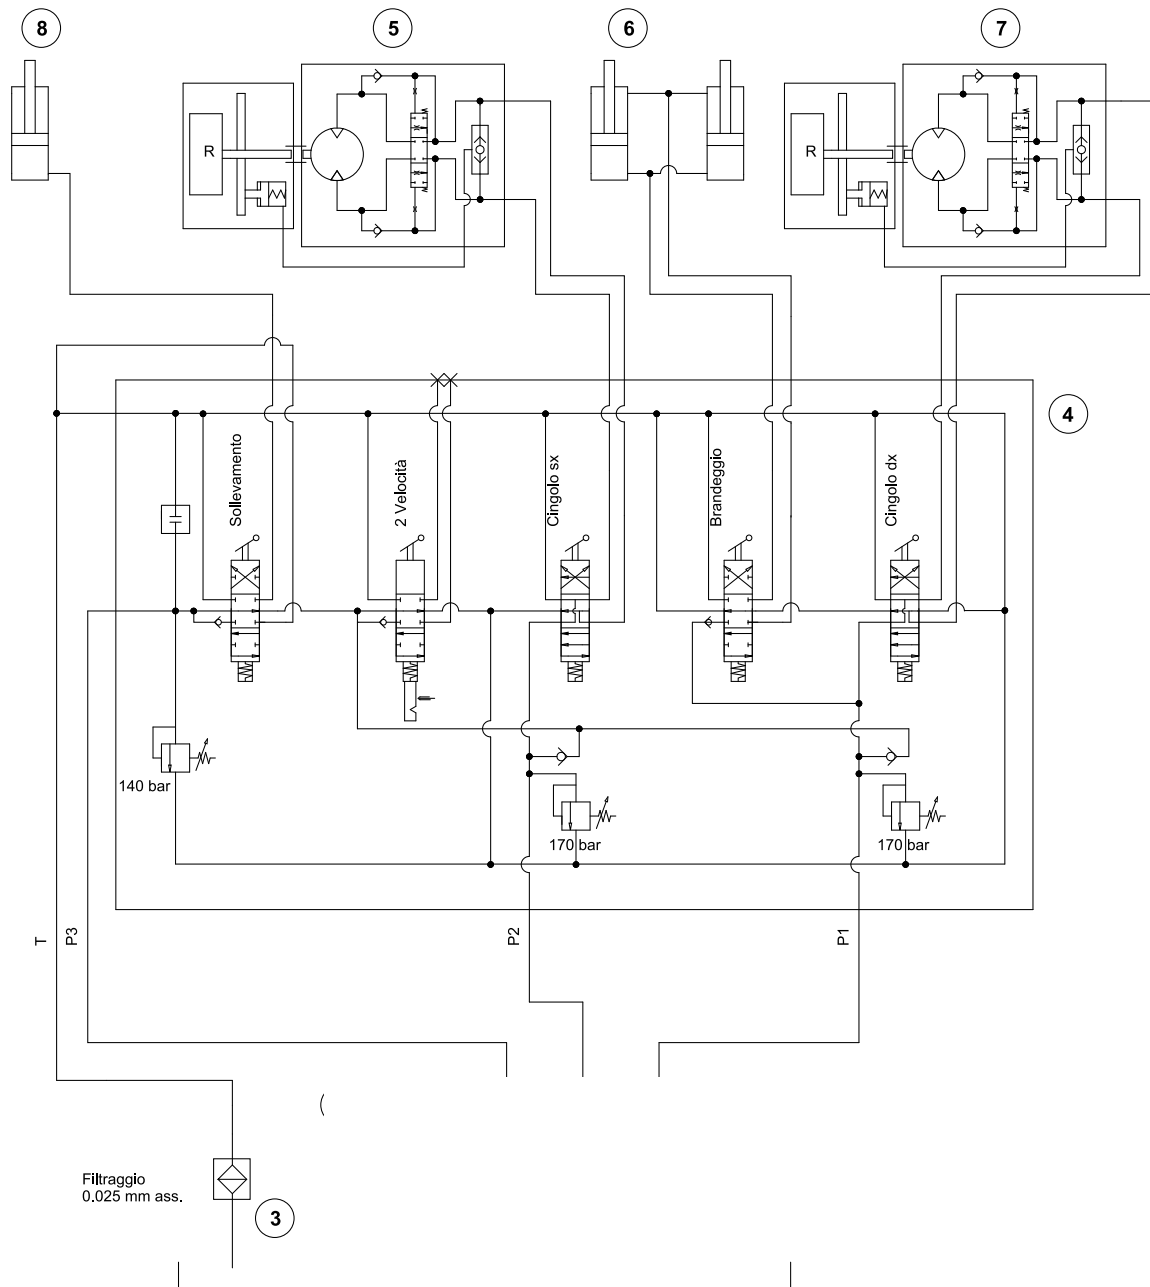 8
5
6
7
R
R
4
Sollevamento
2 Velocità
Cingolo sx
Brandeggio
Cingolo dx
140 bar
170 bar
170 bar
T
P3
P2
P1
(
Filtraggio
0.025 mm ass.
3